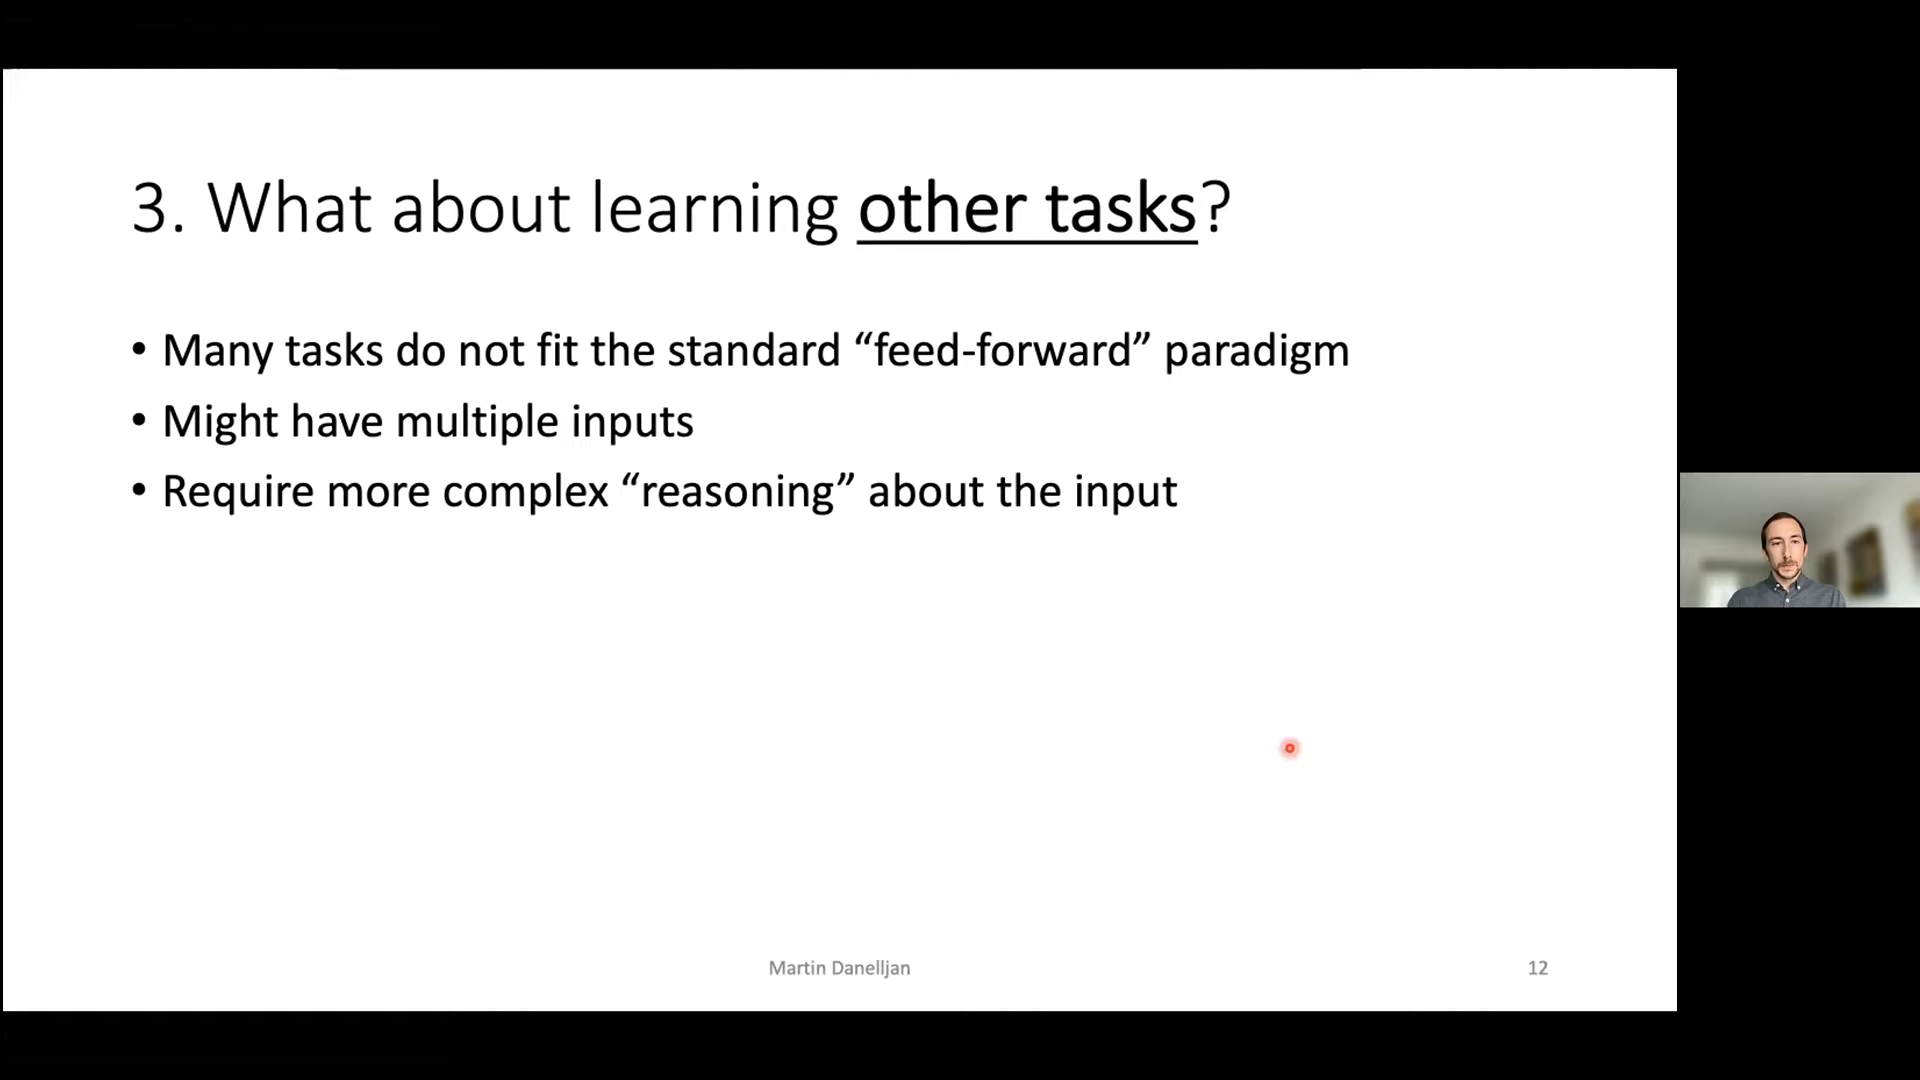 3. What about learning other tasks?
• Many tasks do not fit the standard “feed-forward” paradigm
• Might have multiple inputs
• Require more complex “reasoning” about the input
Martin Danelljan
12